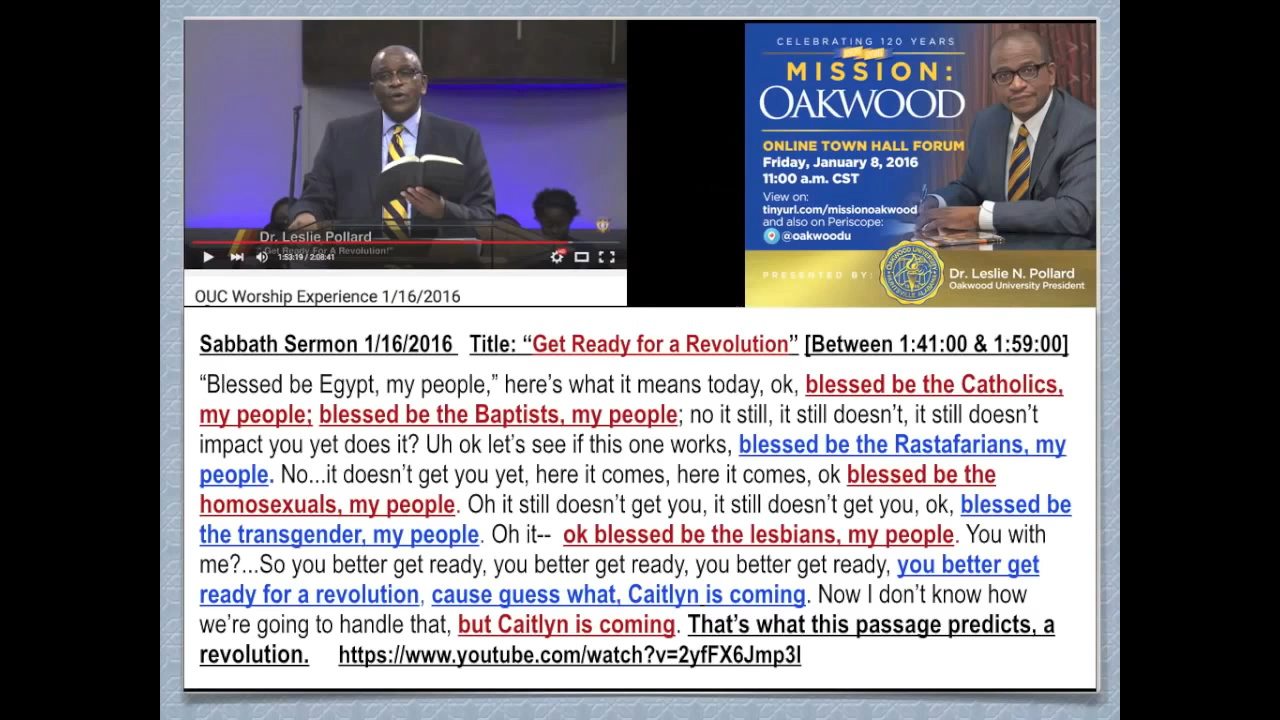 Dr. Leslie Pollard
"Get Ready For A Revolution!"
1:53:19 / 2:08:41
OUC Worship Experience 1/16/2016
CELEBRATING 120 YEARS
MISSION:
OAKWOOD
ONLINE TOWN HALL FORUM
Friday, January 8, 2016
11:00 a.m. CST
View on:
tinyurl.com/missionoakwood
and also on Periscope:
@oakwoodu
PRESENTED BY:
Dr. Leslie N. Pollard
Oakwood University President
Sabbath Sermon 1/16/2016 Title: “Get Ready for a Revolution” [Between 1:41:00 & 1:59:00]
“Blessed be Egypt, my people,” here’s what it means today, ok, blessed be the Catholics,
my people; blessed be the Baptists, my people; no it still, it still doesn’t, it still doesn’t
impact you yet does it? Uh ok let’s see if this one works, blessed be the Rastafarians, my
people. No...it doesn’t get you yet, here it comes, here it comes, ok blessed be the
homosexuals, my people. Oh it still doesn’t get you, it still doesn’t get you, ok, blessed be
the transgender, my people. Oh it-- ok blessed be the lesbians, my people. You with
me?...So you better get ready, you better get ready, you better get ready, you better get
ready for a revolution, cause guess what, Caitlyn is coming. Now I don’t know how
we’re going to handle that, but Caitlyn is coming. That’s what this passage predicts, a
revolution. https://www.youtube.com/watch?v=2yfFX6Jmp3I